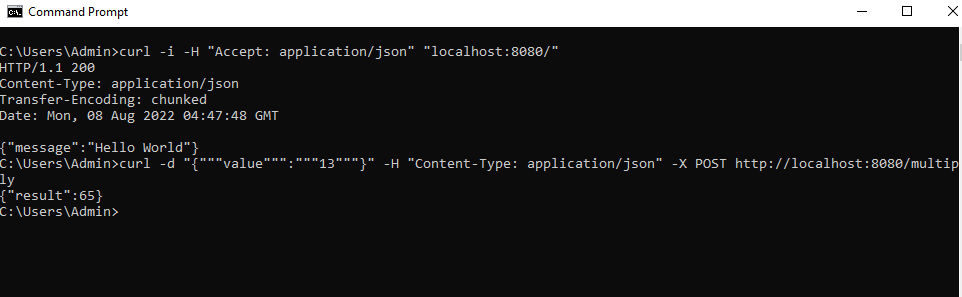 Command Prompt
C:\Users\Admin>curl -i -H "Accept: application/json" "localhost:8080/"
HTTP/1.1 200
Content-Type: application/json
Transfer-Encoding: chunked
Date: Mon, 08 Aug 2022 04:47:48 GMT
{"message":"Hello World"}
C:\Users\Admin>curl -d "{"""value""":"""13"""}" -H "Content-Type: application/json" -X POST http://localhost:8080/multip
ly
{"result":65}
C:\Users\Admin>